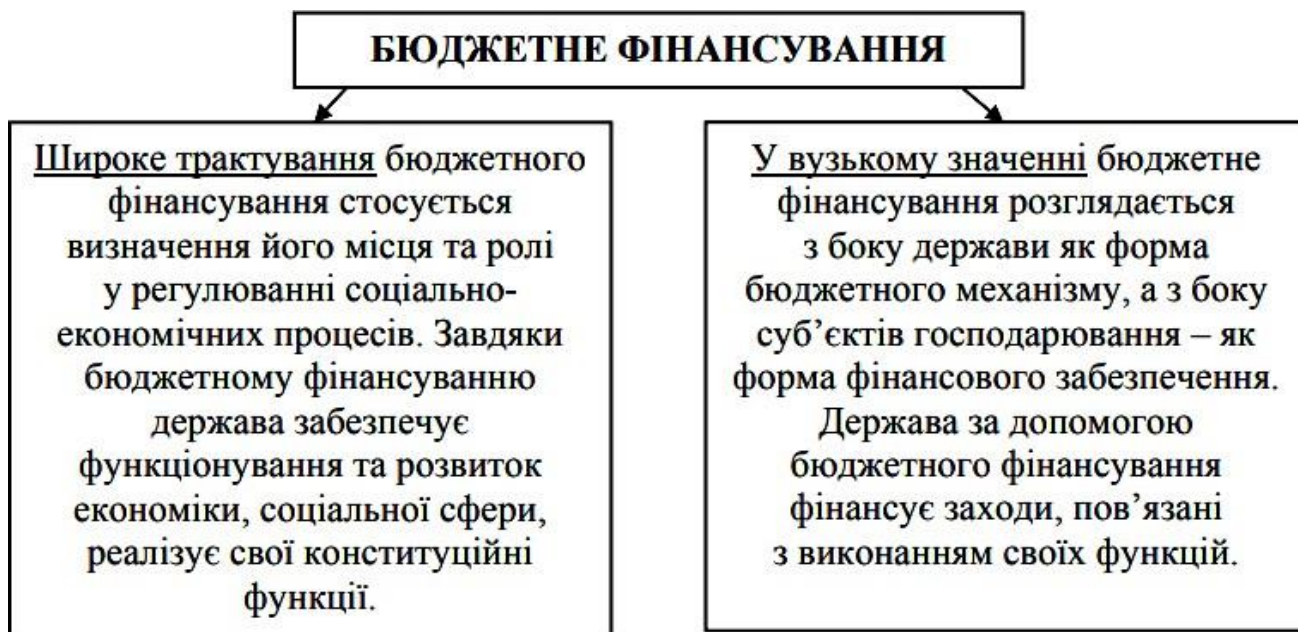 БЮДЖЕТНЕ ФІНАНСУВАННЯ
Широке трактування бюджетного
фінансування стосується
визначення його місця та ролі
у регулюванні соціально-
економічних процесів. Завдяки
бюджетному фінансуванню
держава забезпечує
функціонування та розвиток
економіки, соціальної сфери,
реалізує свої конституційні
функції.
У вузькому значенні бюджетне
фінансування розглядається
з боку держави як форма
бюджетного механізму, а з боку
суб’єктів господарювання – як
форма фінансового забезпечення.
Держава за допомогою
бюджетного фінансування
фінансує заходи, пов’язані
з виконанням своїх функцій.